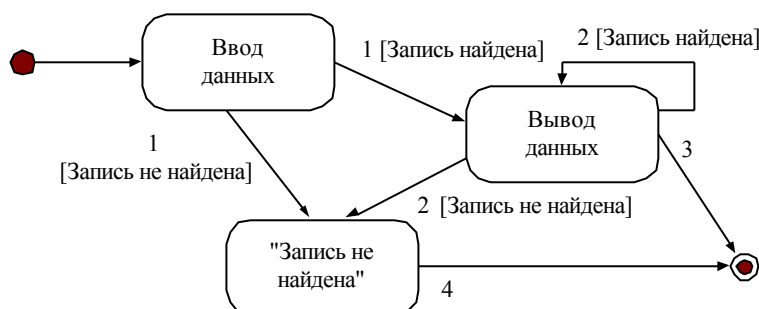 Ввод
данных
1 [Запись найдена]
2 [Запись найдена]
1
[Запись не найдена]
Вывод
данных
3
2 [Запись не найдена]
"Запись не
найдена"
4